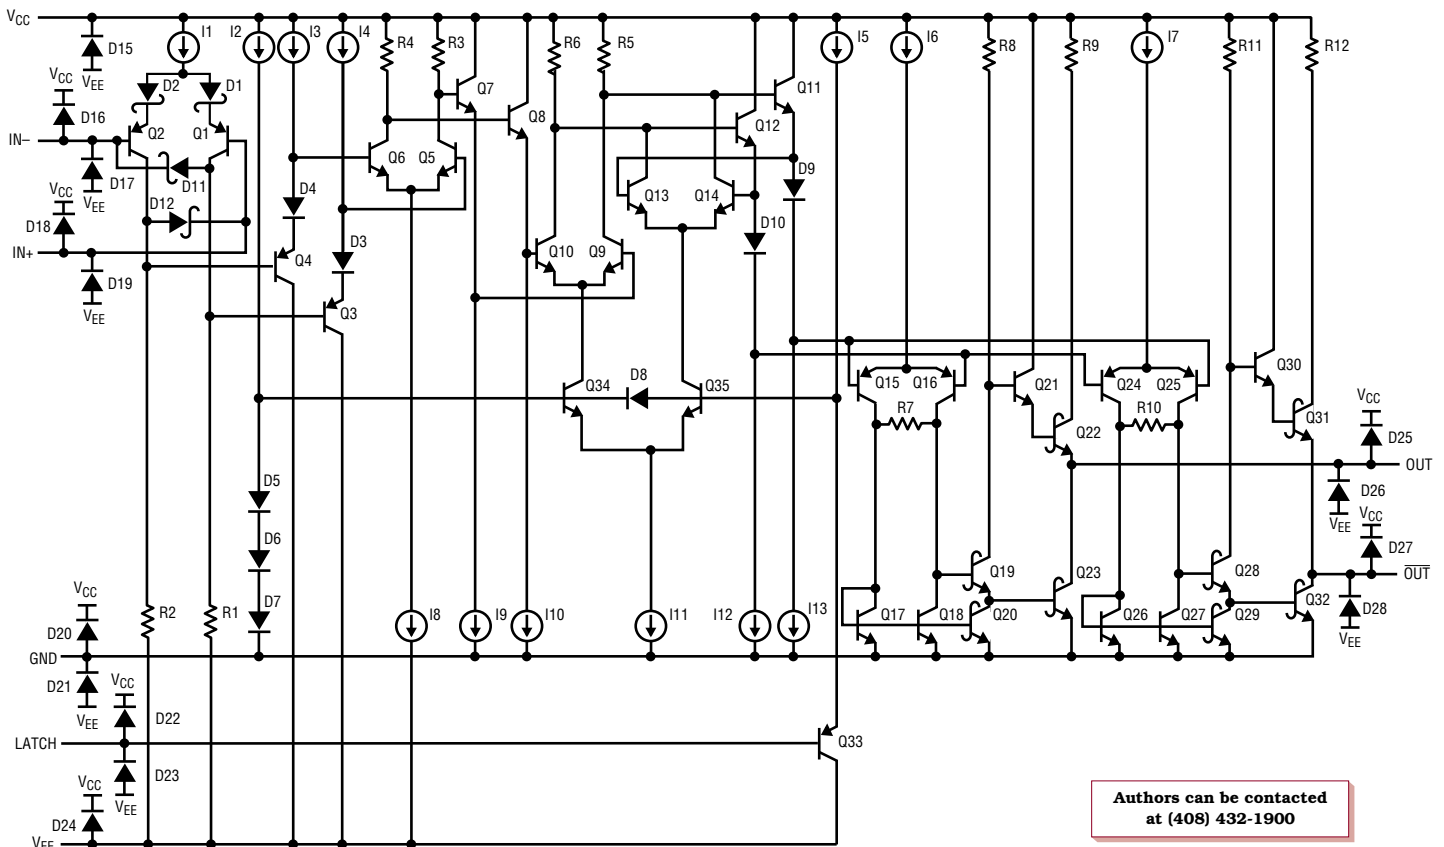 VCC
I1
I2
I3
I4
R4
R3
R6
R5
I5
I6
R8
R9
I7
R11
R12
D15
VEE
VCC
D2
D1
D16
Q7
Q11
Q8
Q12
Q2
Q1
IN–
Q6
Q5
D17
D11
D9
VCC
VEE
D4
Q13
Q14
D12
D18
D10
D3
Q10
Q9
IN+
Q4
D19
Q3
VEE
Q30
Q34
D8
Q35
Q15
Q16
Q21
Q24
Q25
VCC
R7
R10
Q31
Q22
D25
OUT
D5
D26
VEE
VCC
D6
D27
Q19
Q23
Q28
OUT
VCC
D7
R2
R1
I8
I9
I10
I11
I12
I13
Q17
Q18
Q20
Q26
Q27
Q29
Q32
D28
D20
VEE
GND
D21
VCC
VEE
D22
LATCH
Q33
D23
VCC
VEE
D24
VEE
Authors can be contacted
at (408) 432-1900